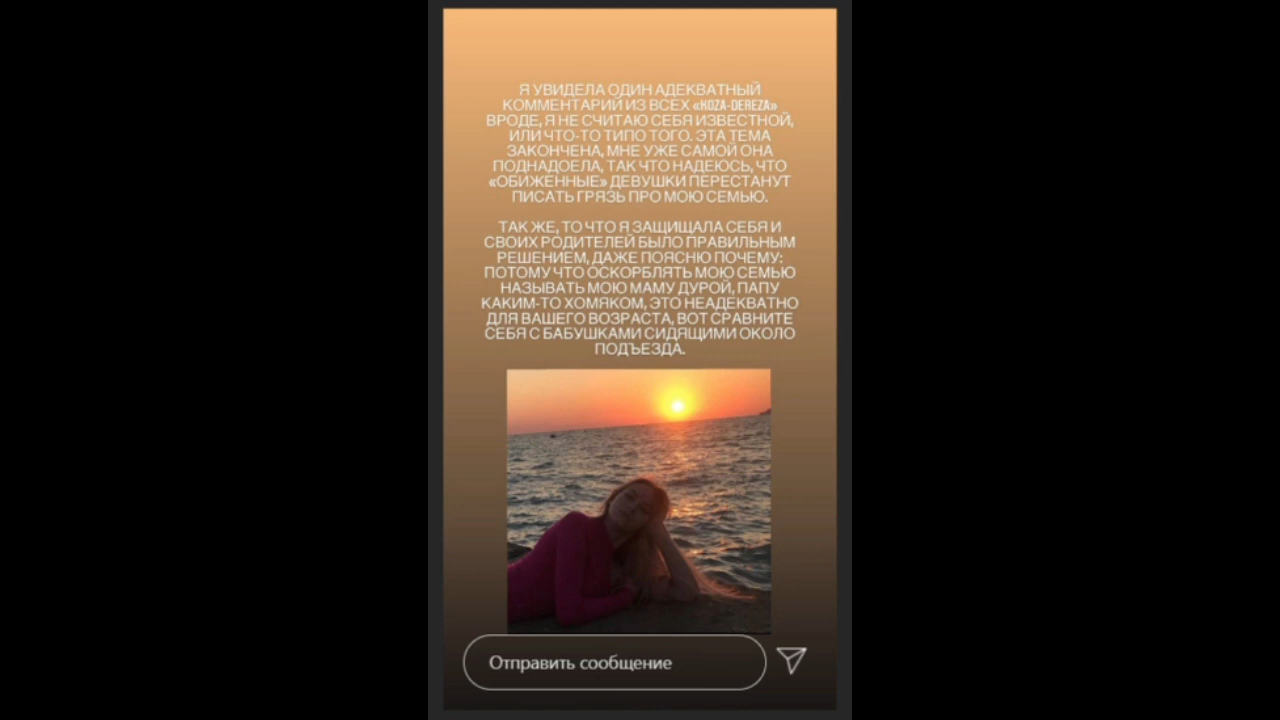 Я УВИДЕЛА ОДИН АДЕКВАТНЫЙ
КОММЕНТАРИЙ ИЗ ВСЕХ «KOZA-DEREZA»
ВРОДЕ, Я НЕ СЧИТАЮ СЕБЯ ИЗВЕСТНОЙ,
ИЛИ ЧТО-ТО ТИПО ТОГО. ЭТА ТЕМА
ЗАКОНЧЕНА, МНЕ УЖЕ САМОЙ ОНА
ПОДНАДОЕЛА, ТАК ЧТО НАДЕЮСЬ, ЧТО
«ОБИЖЕННЫЕ» ДЕВУШКИ ПЕРЕСТАНУТ
ПИСАТЬ ГРЯЗЬ ПРО МОЮ СЕМЬЮ.
ТАК ЖЕ, ТО ЧТО Я ЗАЩИЩАЛА СЕБЯ И
СВОИХ РОДИТЕЛЕЙ БЫЛО ПРАВИЛЬНЫМ
РЕШЕНИЕМ, ДАЖЕ ПОЯСНЮ ПОЧЕМУ:
ПОТОМУ ЧТО ОСКОРБЛЯТЬ МОЮ СЕМЬЮ
НАЗЫВАТЬ МОЮ МАМУ ДУРОЙ, ПАПУ
КАКИМ-ТО ХОМЯКОМ, ЭТО НЕАДЕКВАТНО
ДЛЯ ВАШЕГО ВОЗРАСТА, ВОТ СРАВНИТЕ
СЕБЯ С БАБУШКАМИ СИДЯЩИМИ ОКОЛО
ПОДЪЕЗДА.
Отправить сообщение